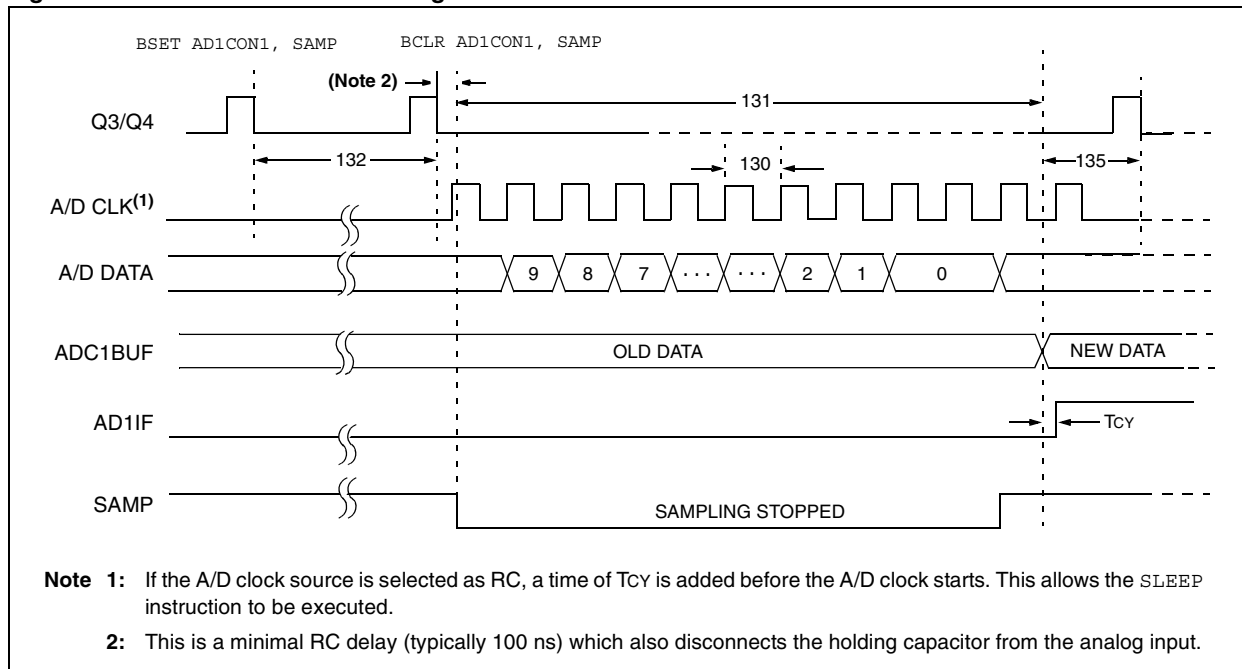 BSET AD1CON1, SAMP
BCLR AD1CON1, SAMP
(Note 2)
131
Q3/Q4
132
130
135
A/D CLK(1)
A/D DATA
9 8 7 · · · · · · 2 1 0
ADC1BUF
OLD DATA
NEW DATA
AD1IF
TCY
SAMP
SAMPLING STOPPED
Note 1: If the A/D clock source is selected as RC, a time of TCY is added before the A/D clock starts. This allows the SLEEP
instruction to be executed.
2: This is a minimal RC delay (typically 100 ns) which also disconnects the holding capacitor from the analog input.